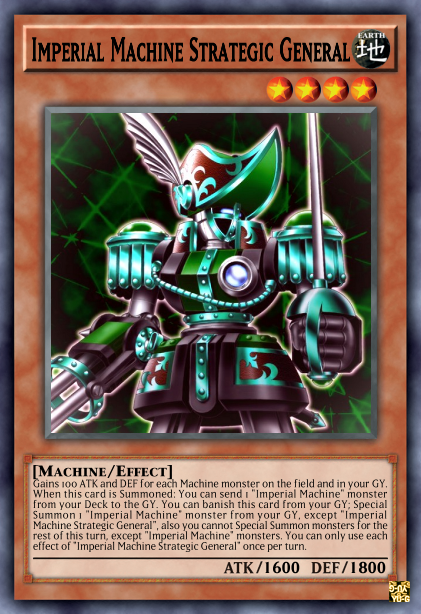 Imperial Machine Strategic General
EARTH
地
[Machine/Effect]
Gains 100 ATK and DEF for each Machine monster on the field and in your GY.
When this card is Summoned: You can send 1 "Imperial Machine" monster
from your Deck to the GY. You can banish this card from your GY; Special
Summon 1 "Imperial Machine" monster from your GY, except "Imperial
Machine Strategic General", also you cannot Special Summon monsters for the
rest of this turn, except "Imperial Machine" monsters. You can only use each
effect of "Imperial Machine Strategic General" once per turn.
ATK/1600 DEF/1800